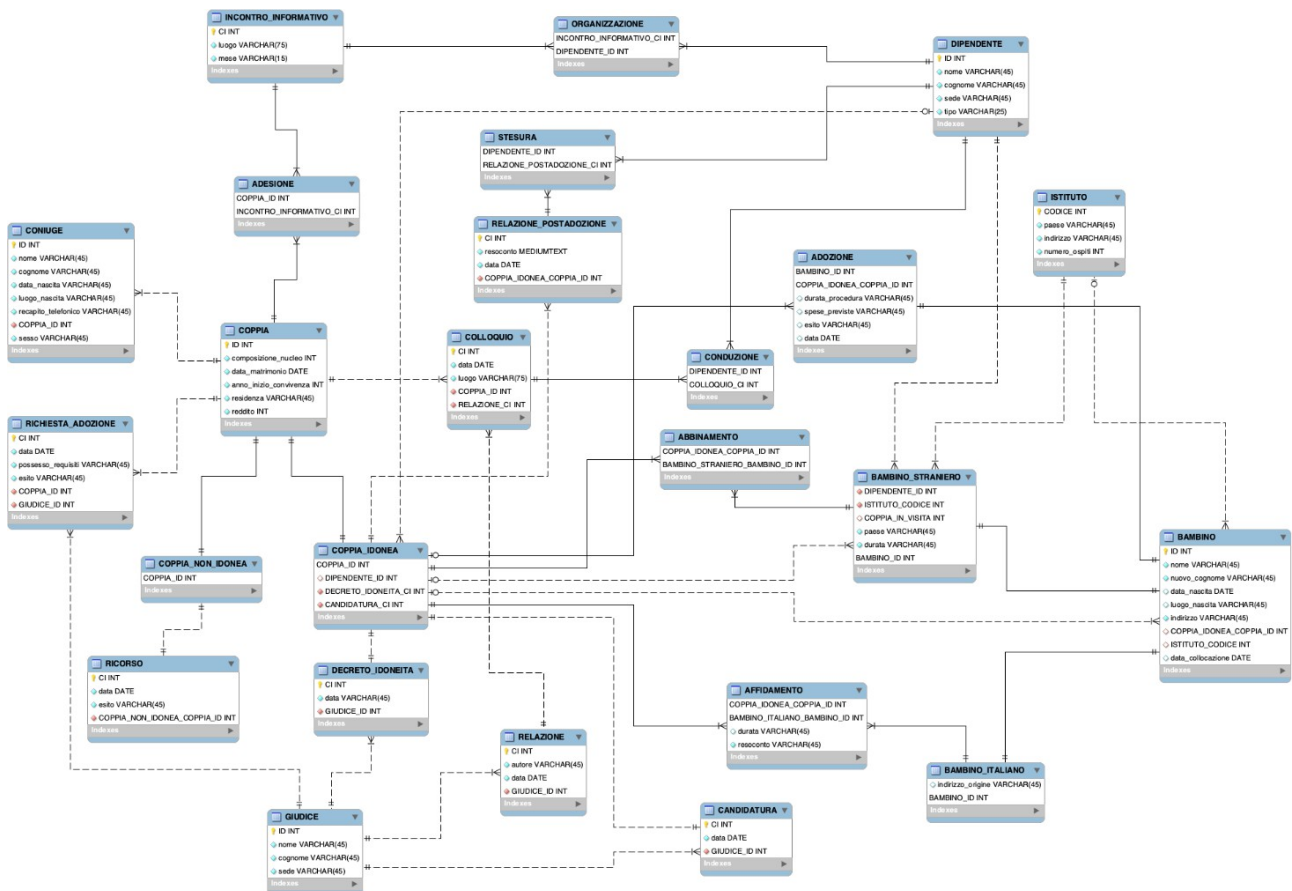 INCONTRO_INFORMATIVO
CI INT
luogo VARCHAR(75)
mese VARCHAR(15)
Indexes
ORGANIZZAZIONE
INCONTRO_INFORMATIVO_CI INT
DIPENDENTE_ID INT
Indexes
DIPENDENTE
ID INT
nome VARCHAR(45)
cognome VARCHAR(45)
sede VARCHAR(45)
tipo VARCHAR(25)
Indexes
STESURA
DIPENDENTE_ID INT
RELAZIONE_POSTADOZIONE_CI INT
Indexes
ADESIONE
COPPIA_ID INT
INCONTRO_INFORMATIVO_CI INT
Indexes
ISTITUTO
CODICE INT
paese VARCHAR(45)
indirizzo VARCHAR(45)
numero_ospiti INT
Indexes
CONIUGE
ID INT
nome VARCHAR(45)
cognome VARCHAR(45)
data_nascita VARCHAR(45)
luogo_nascita VARCHAR(45)
recapito_telefonico VARCHAR(45)
COPPIA_ID INT
sesso VARCHAR(45)
Indexes
RELAZIONE_POSTADOZIONE
CI INT
resoconto MEDIUMTEXT
data DATE
COPPIA_IDONEA_COPPIA_ID INT
Indexes
ADOZIONE
BAMBINO_ID INT
COPPIA_IDONEA_COPPIA_ID INT
durata_procedura VARCHAR(45)
spese_previste VARCHAR(45)
esito VARCHAR(45)
data DATE
Indexes
COPPIA
ID INT
composizione_nucleo INT
data_matrimonio DATE
anno_inizio_convivenza INT
residenza VARCHAR(45)
reddito INT
Indexes
COLLOQUIO
CI INT
data DATE
luogo VARCHAR(75)
COPPIA_ID INT
RELAZIONE_CI INT
Indexes
CONDUZIONE
DIPENDENTE_ID INT
COLLOQUIO_CI INT
Indexes
RICHIESTA_ADOZIONE
CI INT
data DATE
possesso_requisiti VARCHAR(45)
esito VARCHAR(45)
COPPIA_ID INT
GIUDICE_ID INT
Indexes
ABBINAMENTO
COPPIA_IDONEA_COPPIA_ID INT
BAMBINO_STRANIERO_BAMBINO_ID INT
Indexes
BAMBINO_STRANIERO
DIPENDENTE_ID INT
ISTITUTO_CODICE INT
COPPIA_IN_VISITA INT
paese VARCHAR(45)
durata VARCHAR(45)
BAMBINO_ID INT
Indexes
BAMBINO
ID INT
nome VARCHAR(45)
nuovo_cognome VARCHAR(45)
data_nascita DATE
luogo_nascita VARCHAR(45)
indirizzo VARCHAR(45)
COPPIA_IDONEA_COPPIA_ID INT
ISTITUTO_CODICE INT
data_collocazione DATE
Indexes
COPPIA_NON_IDONEA
COPPIA_ID INT
Indexes
COPPIA_IDONEA
COPPIA_ID INT
DIPENDENTE_ID INT
DECRETO_IDONEITA_CI INT
CANDIDATURA_CI INT
Indexes
RICORSO
CI INT
data DATE
esito VARCHAR(45)
COPPIA_NON_IDONEA_COPPIA_ID INT
Indexes
DECRETO_IDONEITA
CI INT
data VARCHAR(45)
GIUDICE_ID INT
Indexes
AFFIDAMENTO
COPPIA_IDONEA_COPPIA_ID INT
BAMBINO_ITALIANO_BAMBINO_ID INT
durata VARCHAR(45)
resoconto VARCHAR(45)
Indexes
RELAZIONE
CI INT
autore VARCHAR(45)
data DATE
GIUDICE_ID INT
Indexes
BAMBINO_ITALIANO
indirizzo_origine VARCHAR(45)
BAMBINO_ID INT
Indexes
GIUDICE
ID INT
nome VARCHAR(45)
cognome VARCHAR(45)
sede VARCHAR(45)
Indexes
CANDIDATURA
CI INT
data DATE
GIUDICE_ID INT
Indexes